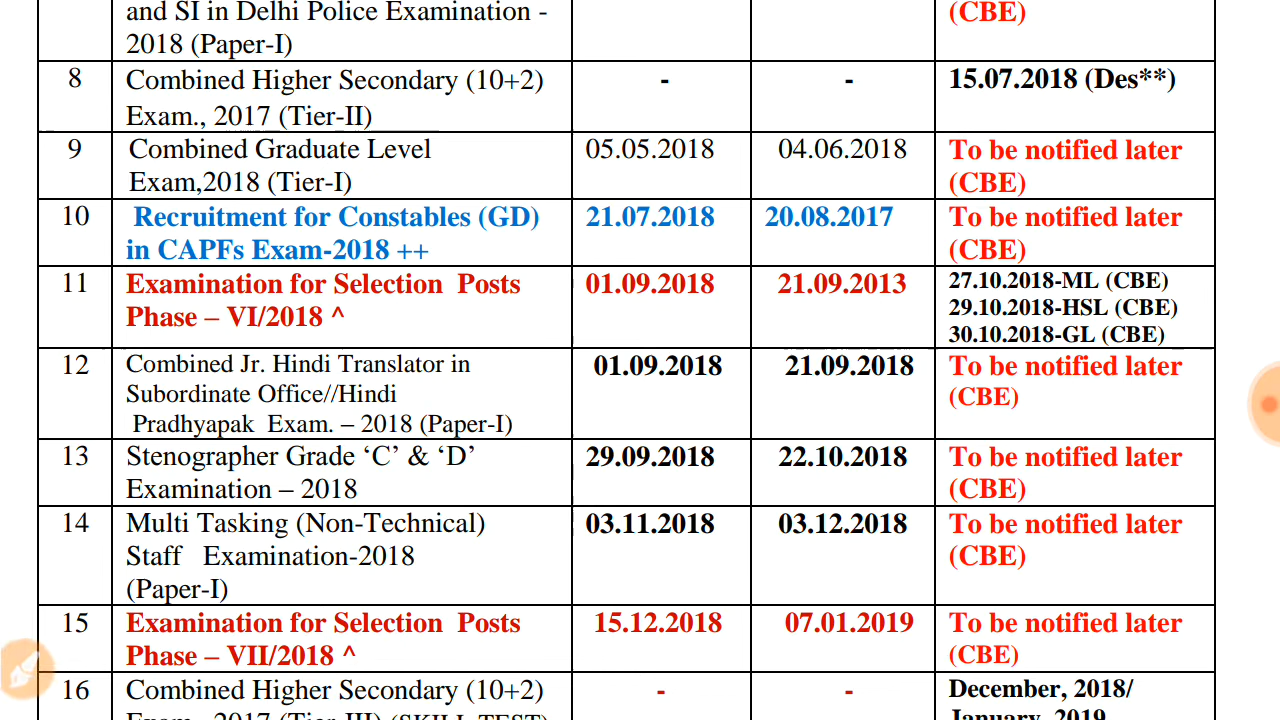 and SI in Delhi Police Examination - (CBE)
2018 (Paper-I)
8 Combined Higher Secondary (10+2) - - 15.07.2018 (Des**)
Exam., 2017 (Tier-II)
9 Combined Graduate Level 05.05.2018 04.06.2018 To be notified later
Exam,2018 (Tier-I) (CBE)
10 Recruitment for Constables (GD) 21.07.2018 20.08.2017 To be notified later
in CAPFs Exam-2018 ++ (CBE)
11 Examination for Selection Posts 01.09.2018 21.09.2013 27.10.2018-ML (CBE)
Phase – VI/2018 ^ 29.10.2018-HSL (CBE)
30.10.2018-GL (CBE)
12 Combined Jr. Hindi Translator in 01.09.2018 21.09.2018 To be notified later
Subordinate Office//Hindi (CBE)
Pradhyapak Exam. – 2018 (Paper-I)
13 Stenographer Grade ‘C’ & ‘D’ 29.09.2018 22.10.2018 To be notified later
Examination – 2018 (CBE)
14 Multi Tasking (Non-Technical) 03.11.2018 03.12.2018 To be notified later
Staff Examination-2018 (CBE)
(Paper-I)
15 Examination for Selection Posts 15.12.2018 07.01.2019 To be notified later
Phase – VII/2018 ^ (CBE)
16 Combined Higher Secondary (10+2) - - December, 2018/
Exam., 2017 (Tier-III) (SKILL TEST) January, 2019